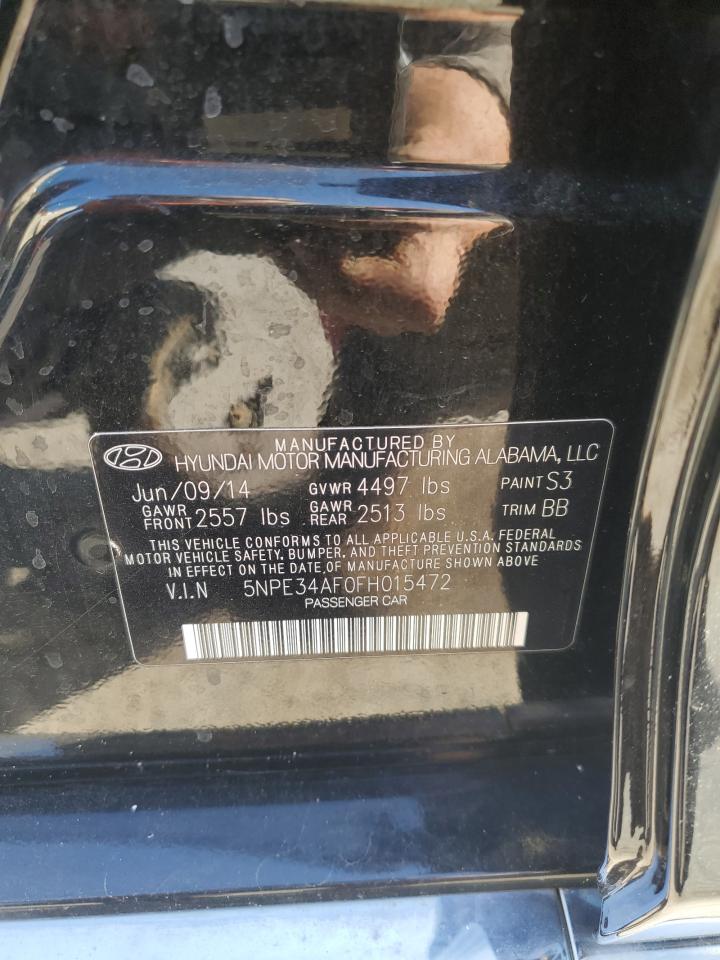 MANUFACTURED BY
HYUNDAI MOTOR MANUFACTURING ALABAMA, LLC
Jun/09/14 GVWR 4497 lbs PAINT S3
GAWR FRONT 2557 lbs GAWR REAR 2513 lbs TRIM BB
THIS VEHICLE CONFORMS TO ALL APPLICABLE U.S.A. FEDERAL
MOTOR VEHICLE SAFETY, BUMPER, AND THEFT PREVENTION STANDARDS
IN EFFECT ON THE DATE OF MANUFACTURE SHOWN ABOVE
V.I.N 5NPE34AF0FH015472
PASSENGER CAR